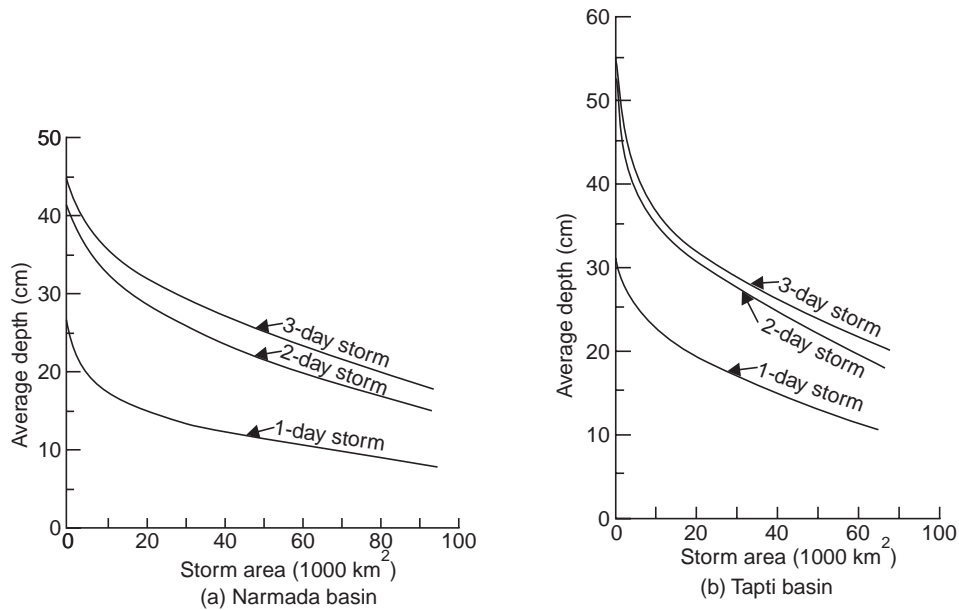 50
40
30
20
10
0
Average depth (cm)
3-day storm
2-day storm
1-day storm
0 20 40 60 80 100
Storm area (1000 km²)
(a) Narmada basin
60
50
40
30
20
10
0
Average depth (cm)
3-day storm
2-day storm
1-day storm
0 20 40 60 80 100
Storm area (1000 km²)
(b) Tapti basin